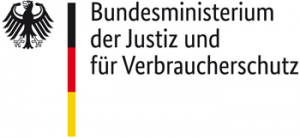 Bundesministerium
der Justiz und
für Verbraucherschutz